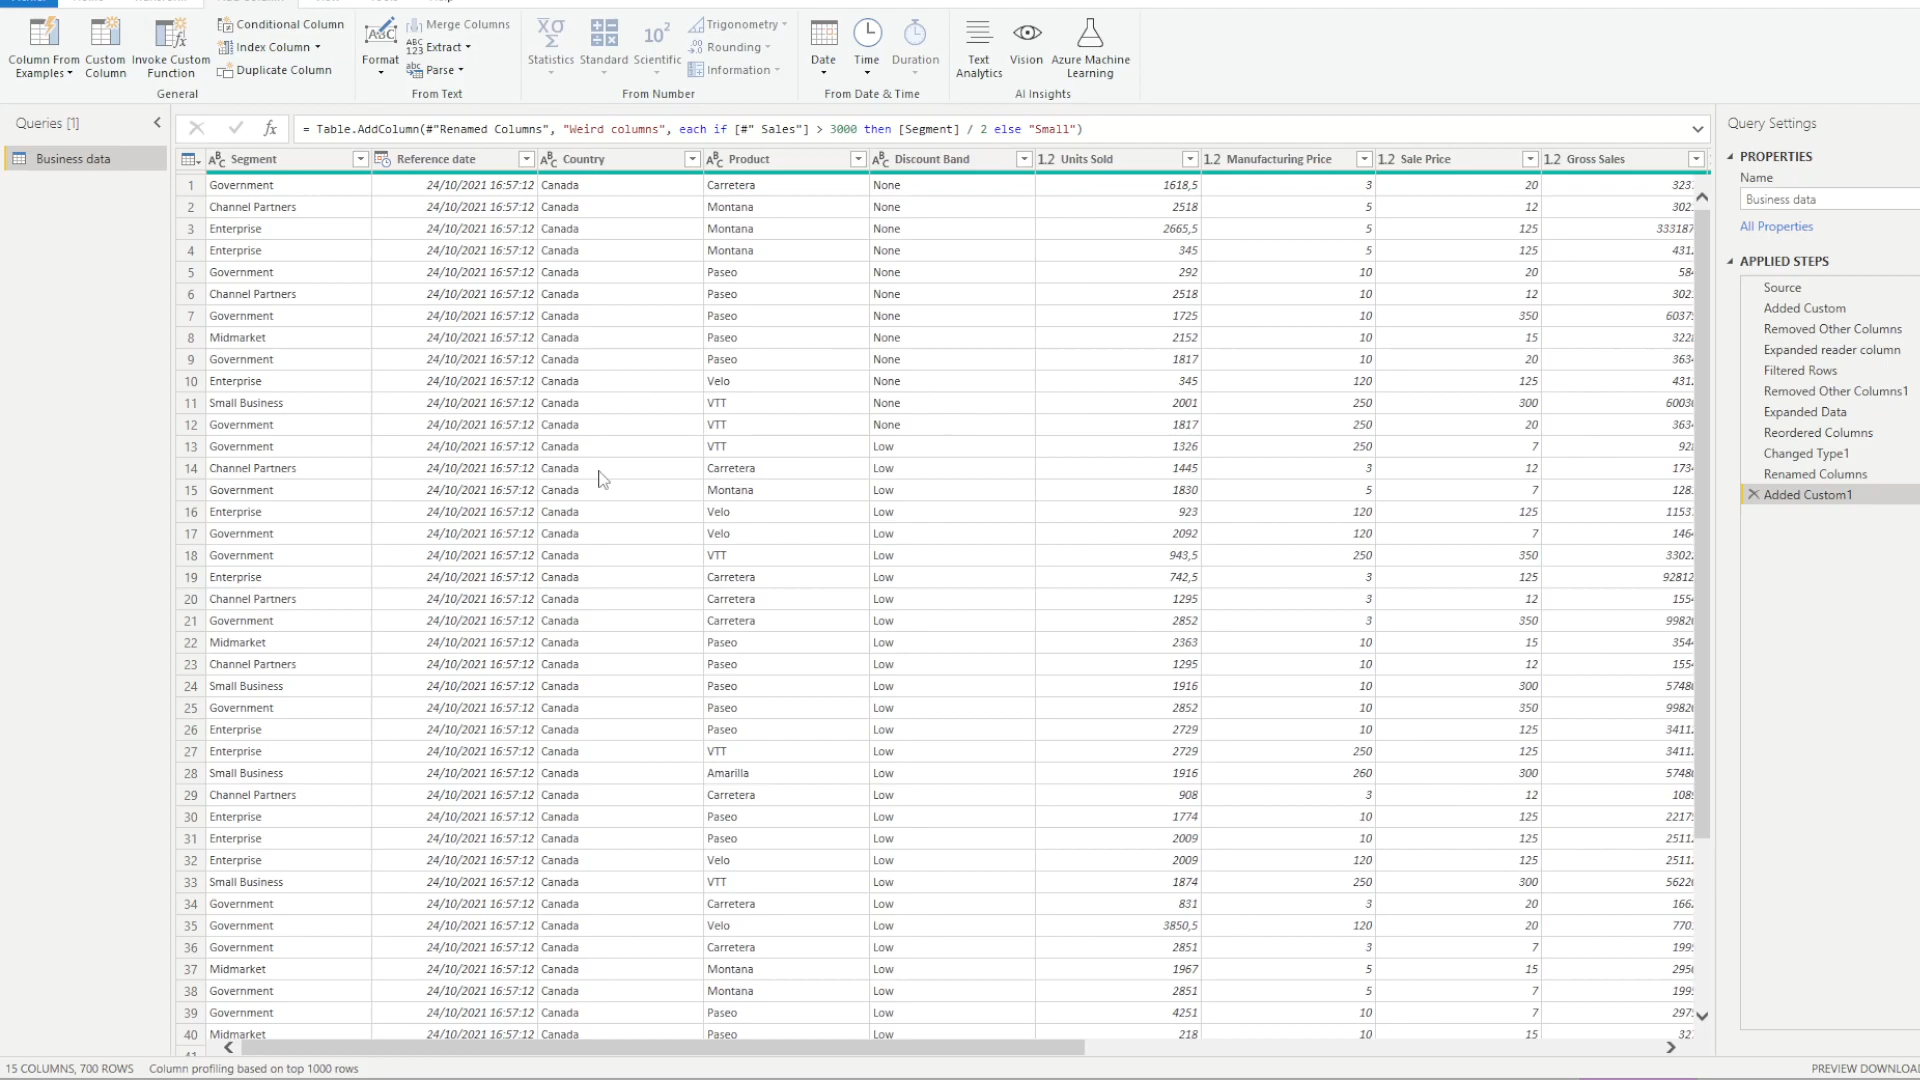 Conditional Column
Index Column
Duplicate Column
Column From Examples
Custom Column
Invoke Custom Function
General
Format
Merge Columns
Extract
Parse
From Text
Statistics
Standard
Scientific
Trigonometry
Rounding
Information
From Number
Date
Time
Duration
From Date & Time
Text Analytics
Vision
Azure Machine Learning
AI Insights
Queries [1]
Business data
= Table.AddColumn(#"Renamed Columns", "Weird columns", each if [#" Sales"] > 3000 then [Segment] / 2 else "Small")
Segment Reference date Country Product Discount Band 1.2 Units Sold 1.2 Manufacturing Price 1.2 Sale Price 1.2 Gross Sales
1 Government 24/10/2021 16:57:12 Canada Carretera None 1618,5 3 20
2 Channel Partners 24/10/2021 16:57:12 Canada Montana None 2518 5 12
3 Enterprise 24/10/2021 16:57:12 Canada Montana None 2665,5 5 125 333187
4 Enterprise 24/10/2021 16:57:12 Canada Montana None 345 5 125
5 Government 24/10/2021 16:57:12 Canada Paseo None 292 10 20
6 Channel Partners 24/10/2021 16:57:12 Canada Paseo None 2518 10 12
7 Government 24/10/2021 16:57:12 Canada Paseo None 1725 10 350
8 Midmarket 24/10/2021 16:57:12 Canada Paseo None 2152 10 15
9 Government 24/10/2021 16:57:12 Canada Paseo None 1817 10 20
10 Enterprise 24/10/2021 16:57:12 Canada Velo None 345 120 125
11 Small Business 24/10/2021 16:57:12 Canada VTT None 2001 250 300
12 Government 24/10/2021 16:57:12 Canada VTT None 1817 250 20
13 Government 24/10/2021 16:57:12 Canada VTT Low 1326 250 7
14 Channel Partners 24/10/2021 16:57:12 Canada Carretera Low 1445 3 12
15 Government 24/10/2021 16:57:12 Canada Montana Low 1830 5 7
16 Enterprise 24/10/2021 16:57:12 Canada Velo Low 923 120 125
17 Government 24/10/2021 16:57:12 Canada Velo Low 2092 120 7
18 Government 24/10/2021 16:57:12 Canada VTT Low 943,5 250 350
19 Enterprise 24/10/2021 16:57:12 Canada Carretera Low 742,5 3 125 92812
20 Channel Partners 24/10/2021 16:57:12 Canada Carretera Low 1295 3 12
21 Government 24/10/2021 16:57:12 Canada Carretera Low 2852 3 350
22 Midmarket 24/10/2021 16:57:12 Canada Paseo Low 2363 10 15
23 Channel Partners 24/10/2021 16:57:12 Canada Paseo Low 1295 10 12
24 Small Business 24/10/2021 16:57:12 Canada Paseo Low 1916 10 300
25 Government 24/10/2021 16:57:12 Canada Paseo Low 2852 10 350
26 Enterprise 24/10/2021 16:57:12 Canada Paseo Low 2729 10 125
27 Enterprise 24/10/2021 16:57:12 Canada VTT Low 2729 250 125
28 Small Business 24/10/2021 16:57:12 Canada Amarilla Low 1916 260 300
29 Channel Partners 24/10/2021 16:57:12 Canada Carretera Low 908 3 12
30 Enterprise 24/10/2021 16:57:12 Canada Paseo Low 1774 10 125
31 Enterprise 24/10/2021 16:57:12 Canada Paseo Low 2009 10 125
32 Enterprise 24/10/2021 16:57:12 Canada Velo Low 2009 120 125
33 Small Business 24/10/2021 16:57:12 Canada VTT Low 1874 250 300
34 Government 24/10/2021 16:57:12 Canada Carretera Low 831 3 20
35 Government 24/10/2021 16:57:12 Canada Velo Low 3850,5 120 20
36 Government 24/10/2021 16:57:12 Canada Carretera Low 2851 3 7
37 Midmarket 24/10/2021 16:57:12 Canada Montana Low 1967 5 15
38 Government 24/10/2021 16:57:12 Canada Montana Low 2851 5 7
39 Government 24/10/2021 16:57:12 Canada Paseo Low 4251 10 7
40 Midmarket 24/10/2021 16:57:12 Canada Paseo Low 218 10 15
Query Settings
PROPERTIES
Name
Business data
All Properties
APPLIED STEPS
Source
Added Custom
Removed Other Columns
Expanded reader column
Filtered Rows
Removed Other Columns1
Expanded Data
Reordered Columns
Changed Type1
Renamed Columns
Added Custom1
15 COLUMNS, 700 ROWS Column profiling based on top 1000 rows
PREVIEW DOWNLOA